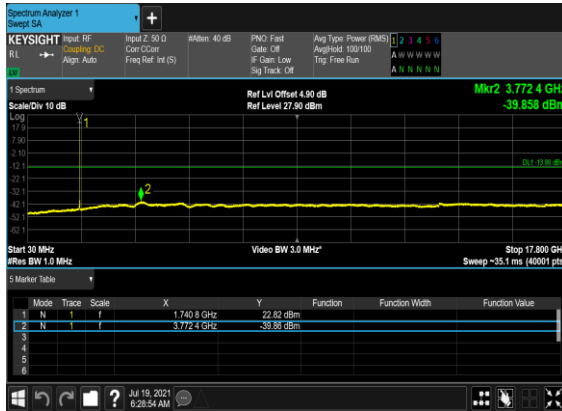 Spectrum Analyzer 1
Swept SA
+
KEYSIGHT Input: RF Input Z: 50 Ω #Atten: 40 dB PNO: Fast Avg Type: Power (RMS) 1 2 3 4 5 6
RL Coupling: DC Corr CCorr Gate: Off Avg|Hold: 100/100 A W W W W W
Align: Auto Freq Ref: Int (S) IF Gain: Low Trig: Free Run
LXI Sig Track: Off A N N N N N
1 Spectrum Ref Lvl Offset 4.90 dB Mkr2 3.772 4 GHz
Scale/Div 10 dB Ref Level 27.90 dBm -39.858 dBm
Log
17.9
7.90
-2.10
-12.1
-22.1
-32.1
-42.1
-52.1
-62.1
1
DL1 -13.00 dBm
2
Start 30 MHz Video BW 3.0 MHz* Stop 17.800 GHz
#Res BW 1.0 MHz Sweep ~35.1 ms (40001 pts)
5 Marker Table
Mode Trace Scale X Y Function Function Width Function Value
1 N 1 f 1.740 8 GHz 22.82 dBm
2 N 1 f 3.772 4 GHz -39.86 dBm
3
4
5
6
? Jul 19, 2021
6:28:54 AM